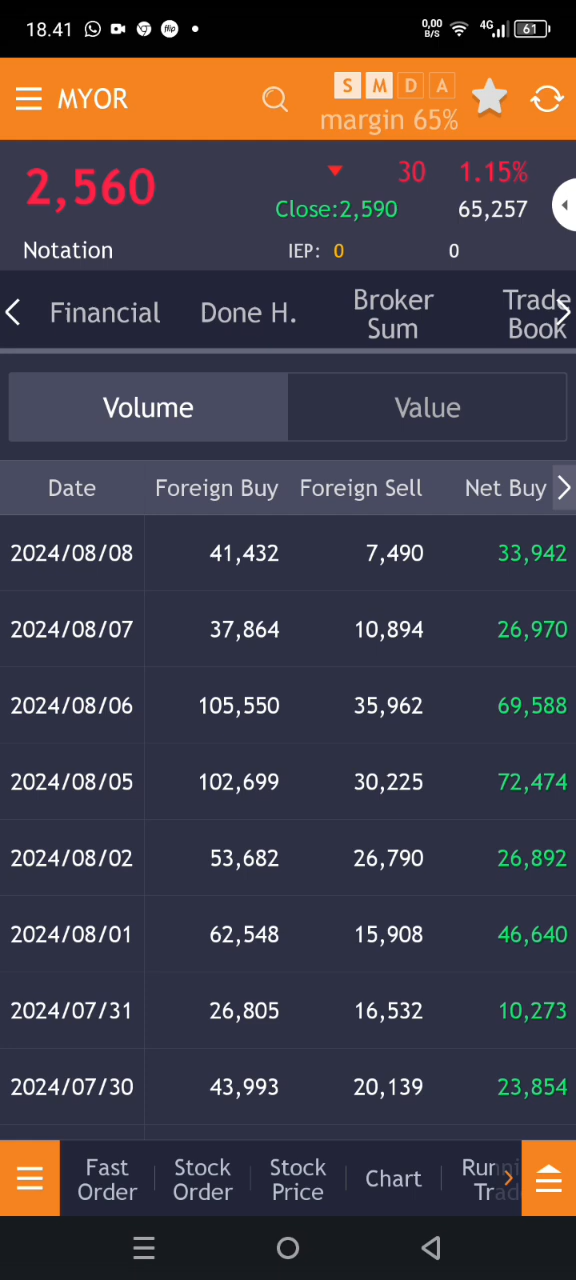 18.41 flip 0,00 B/S 4G 61
MYOR S M D A
margin 65%
2,560 30 1.15%
Close:2,590 65,257
Notation IEP: 0 0
Financial Done H. Broker Sum Trade Book
Volume Value
Date Foreign Buy Foreign Sell Net Buy
2024/08/08 41,432 7,490 33,942
2024/08/07 37,864 10,894 26,970
2024/08/06 105,550 35,962 69,588
2024/08/05 102,699 30,225 72,474
2024/08/02 53,682 26,790 26,892
2024/08/01 62,548 15,908 46,640
2024/07/31 26,805 16,532 10,273
2024/07/30 43,993 20,139 23,854
Fast Order Stock Order Stock Price Chart